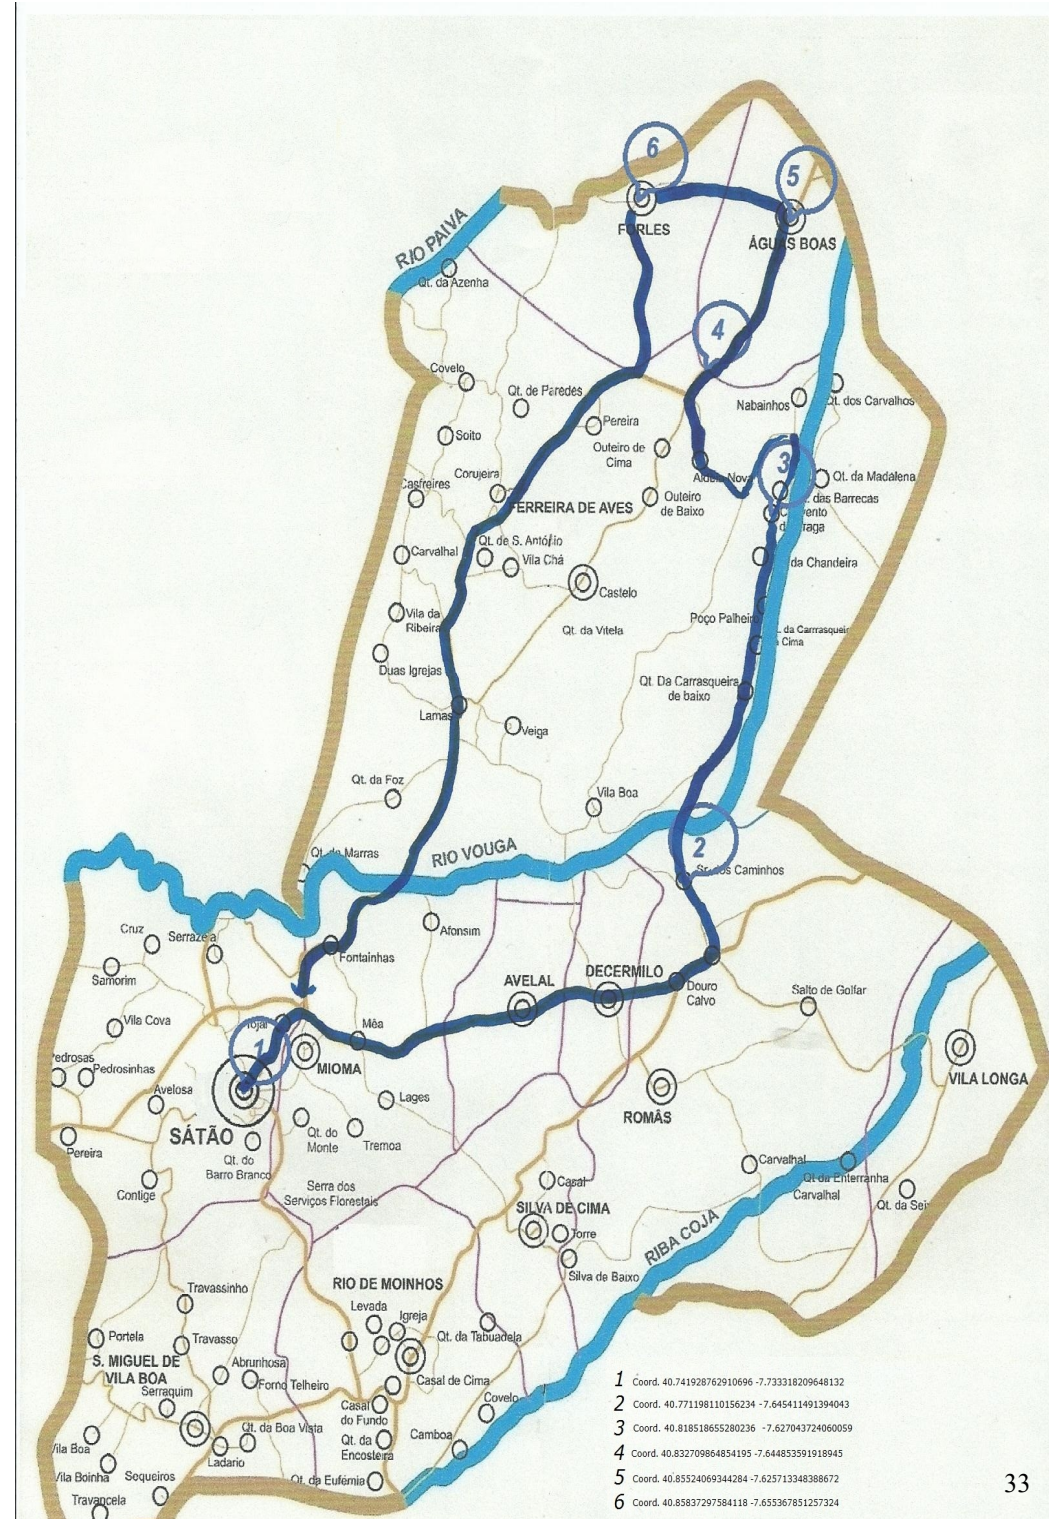 6
5
FORLES
ÁGUAS BOAS
RIO PAIVA
Qt. da Azenha
4
Covelo
Qt. de Paredes
Nabainhos
Qt. dos Carvalhos
Pereira
Soito
Outeiro de
Cima
Corujeira
Aldeia Nova
3
Qt. da Madalena
Casfreires
FERREIRA DE AVES
Outeiro
de Baixo
das Barrecas
Qt. de S. António
Vila Chá
Carvalhal
da Chandeira
Castelo
Vila da
Ribeira
Poço Palheir
Qt. da Vitela
da Carrrasqueir
Cima
Duas Igrejas
Qt. Da Carrasqueira
de baixo
Lamas
Veiga
Qt. da Foz
Vila Boa
RIO VOUGA
2
Qt. de Marras
Sr. dos Caminhos
Cruz
Serrazela
Afonsim
Fontainhas
Samorim
AVELAL
DECERMILO
Douro
Calvo
Salto de Golfar
Vila Cova
Tojal
Mêa
1
MIOMA
Pedrosas
Pedrosinhas
Avelosa
VILA LONGA
Lages
ROMÃS
SÁTÃO
Qt. do
Monte
Tremoa
Pereira
Qt. do
Barro Branco
Carvalhal
Contige
Serra dos
Serviços Florestais
Casal
Qt da Enterranha
Carvalhal
Qt. da Sei
SILVA DE CIMA
Torre
RIBA COJA
Silva de Baixo
RIO DE MOINHOS
Travassinho
Levada
Igreja
Qt. da Tabuadela
Portela
Travasso
S. MIGUEL DE
VILA BOA
Abrunhosa
Forno Telheiro
Casal de Cima
Serraquim
Covelo
Casal
do Fundo
Qt. da Boa Vista
Camboa
Vila Boa
Qt. da
Encosteira
Ladario
Vila Boinha
Sequeiros
Qt. da Eufémia
Travancela
1 Coord. 40.741928762910696 -7.733318209648132
2 Coord. 40.771198110156234 -7.645411491394043
3 Coord. 40.818518655280236 -7.627043724060059
4 Coord. 40.832709864854195 -7.644853591918945
5 Coord. 40.85524069344284 -7.625713348388672
6 Coord. 40.85837297584118 -7.655367851257324
33